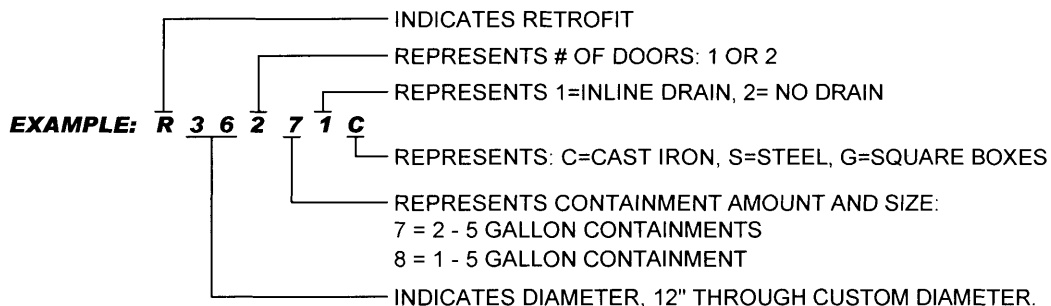 INDICATES RETROFIT
REPRESENTS # OF DOORS: 1 OR 2
REPRESENTS 1=INLINE DRAIN, 2= NO DRAIN
EXAMPLE: R 3 6 2 7 1 C
REPRESENTS: C=CAST IRON, S=STEEL, G=SQUARE BOXES
REPRESENTS CONTAINMENT AMOUNT AND SIZE:
7 = 2 - 5 GALLON CONTAINMENTS
8 = 1 - 5 GALLON CONTAINMENT
INDICATES DIAMETER, 12" THROUGH CUSTOM DIAMETER.